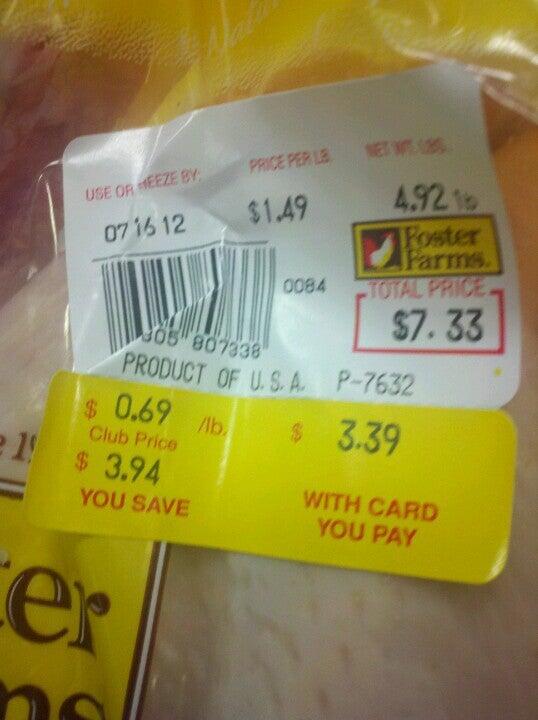 USE OR FREEZE BY:
PRICE PER LB
NET WT. LBS.
07 16 12
$1.49
4.92 lb
Foster
Farms.
0084
TOTAL PRICE
$7.33
805 807338
PRODUCT OF U.S.A.
P-7632
$ 0.69 /lb.
Club Price
$ 3.94
YOU SAVE
$ 3.39
WITH CARD
YOU PAY
er
ms